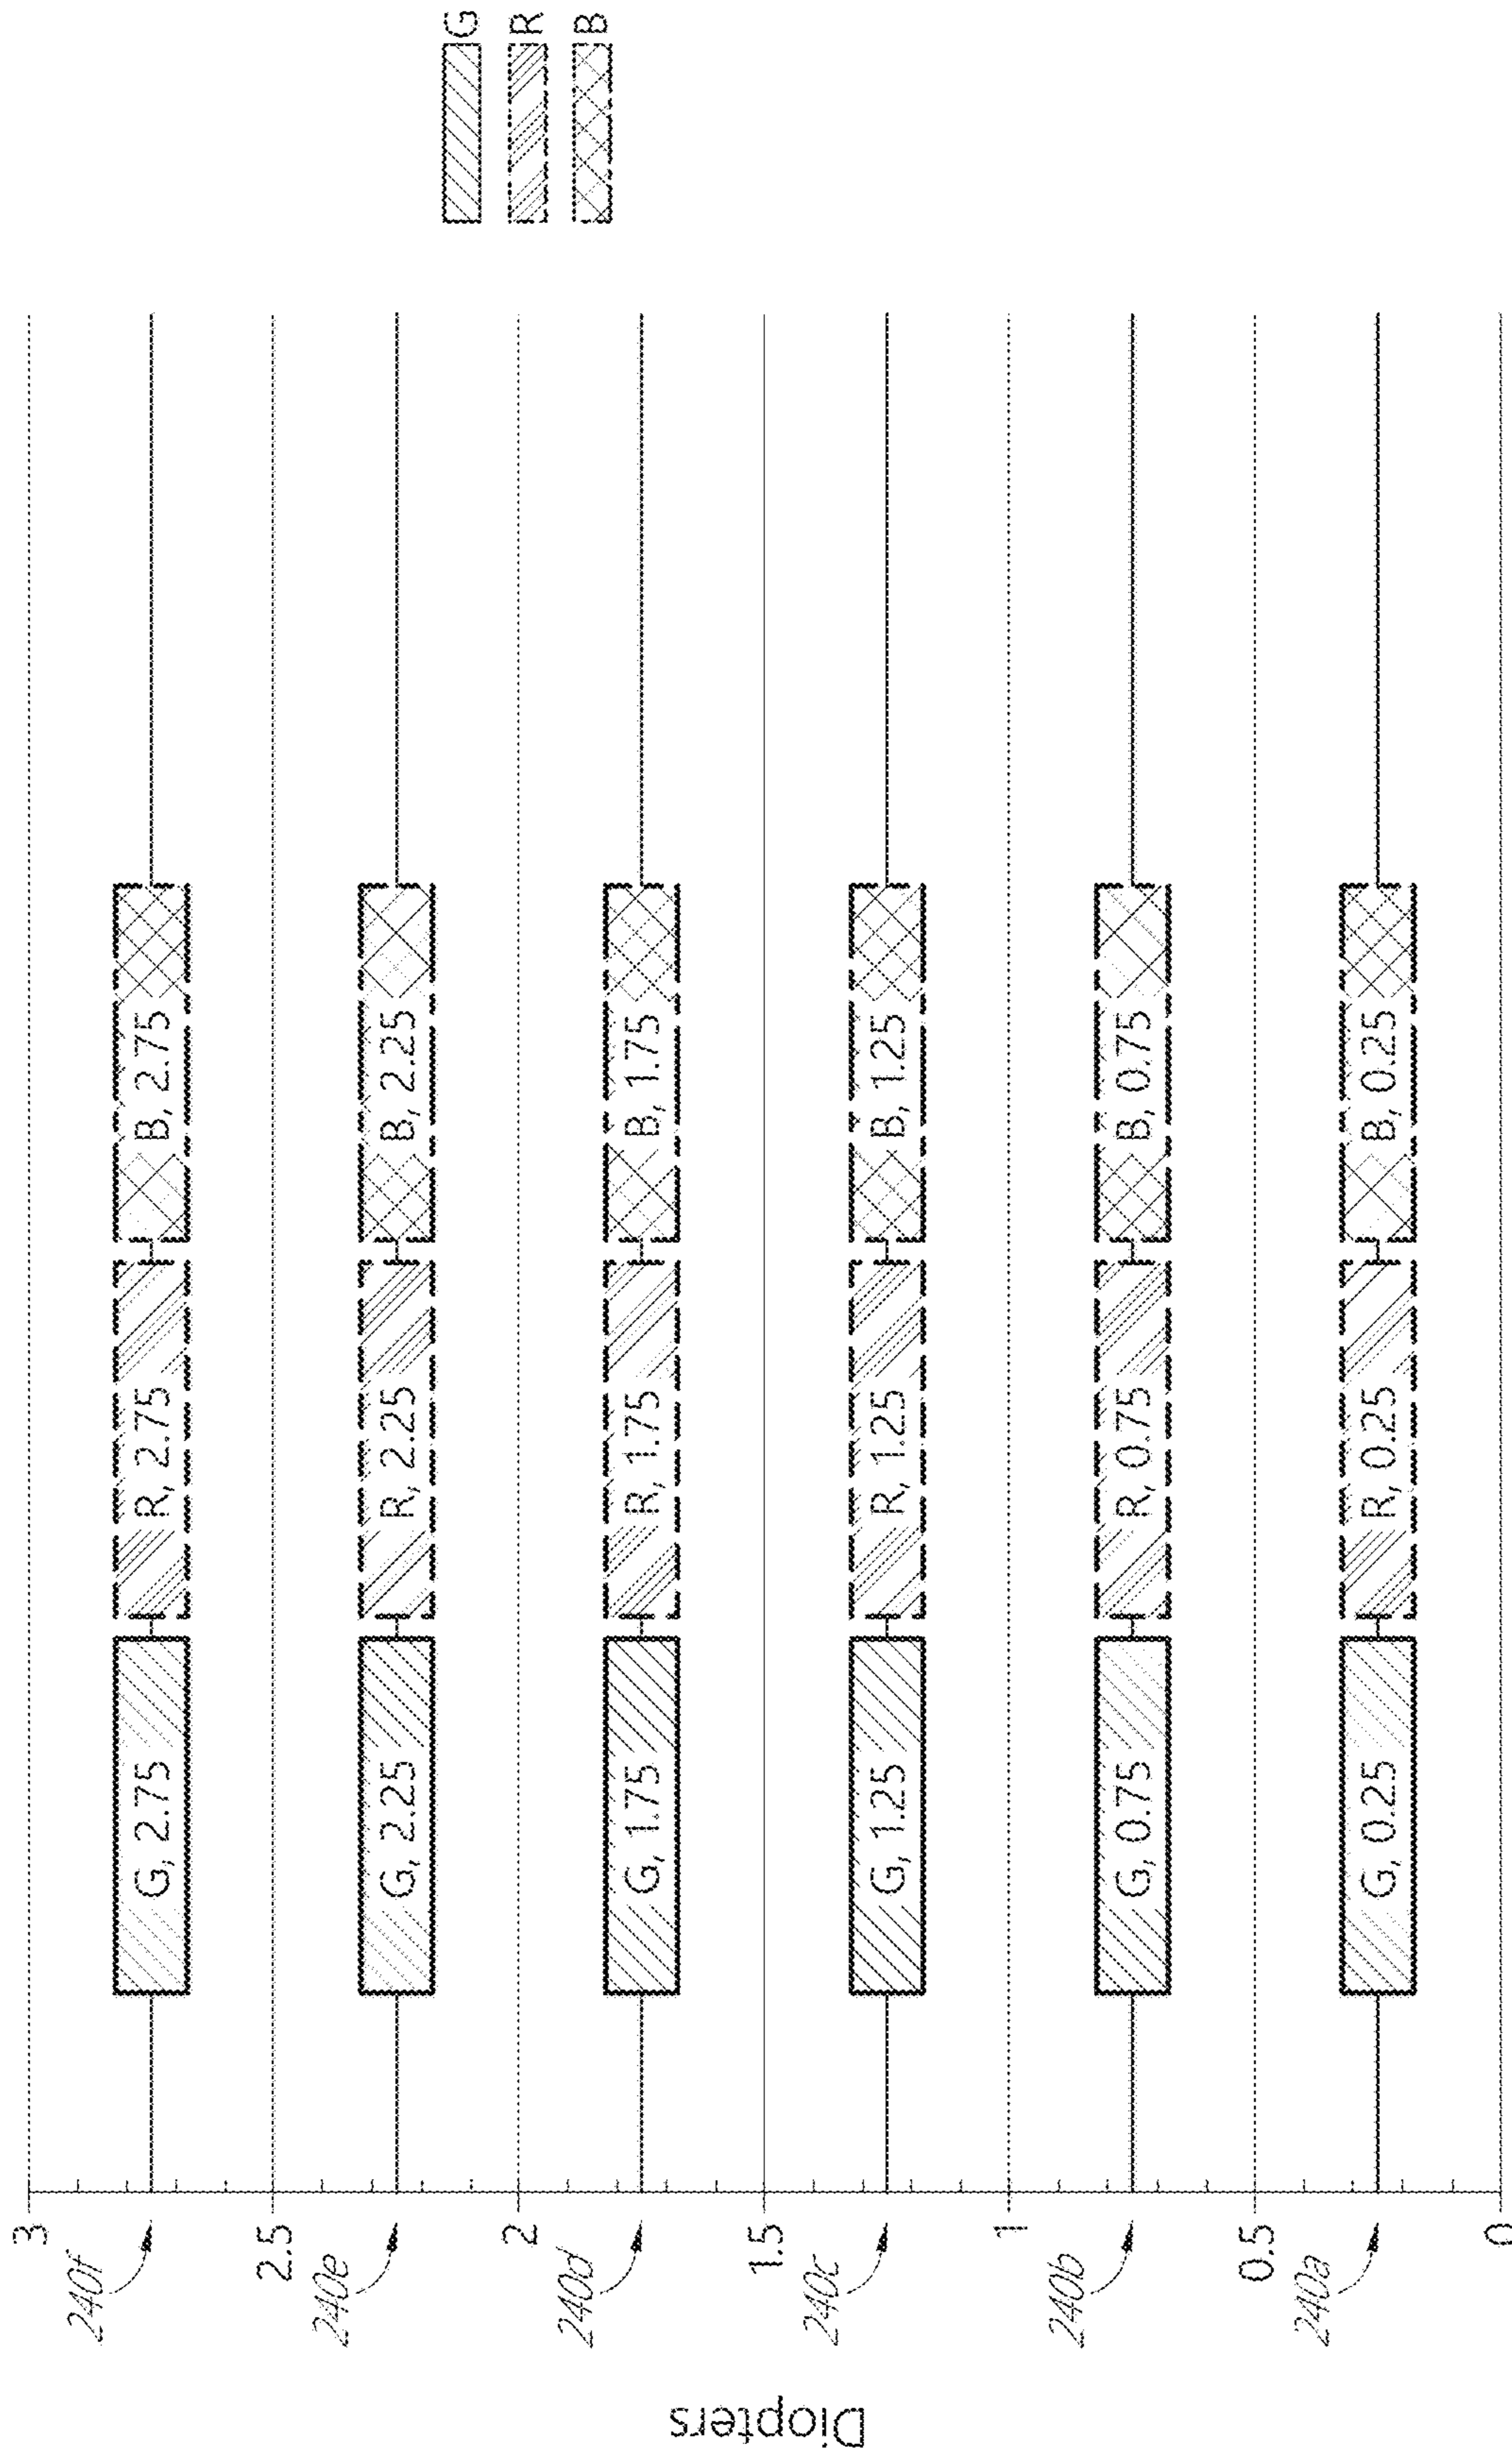 G
R
B
3
240f
G, 2.75 R, 2.75 B, 2.75
2.5
240e
G, 2.25 R, 2.25 B, 2.25
2
240d
G, 1.75 R, 1.75 B, 1.75
1.5
240c
G, 1.25 R, 1.25 B, 1.25
1
240b
G, 0.75 R, 0.75 B, 0.75
0.5
240a
G, 0.25 R, 0.25 B, 0.25
0
Diopters